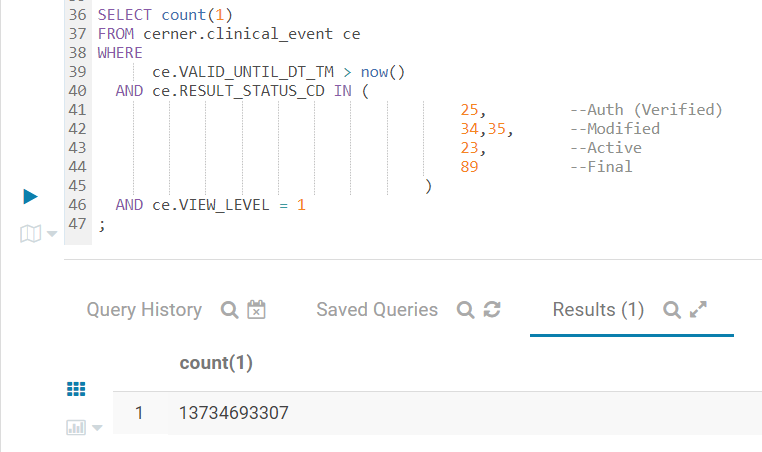 36 SELECT count(1)
37 FROM cerner.clinical_event ce
38 WHERE
39 ce.VALID_UNTIL_DT_TM > now()
40 AND ce.RESULT_STATUS_CD IN (
41 25, --Auth (Verified)
42 34,35, --Modified
43 23, --Active
44 89 --Final
45 )
46 AND ce.VIEW_LEVEL = 1
47 ;
Query History Saved Queries Results (1)
count(1)
1 13734693307